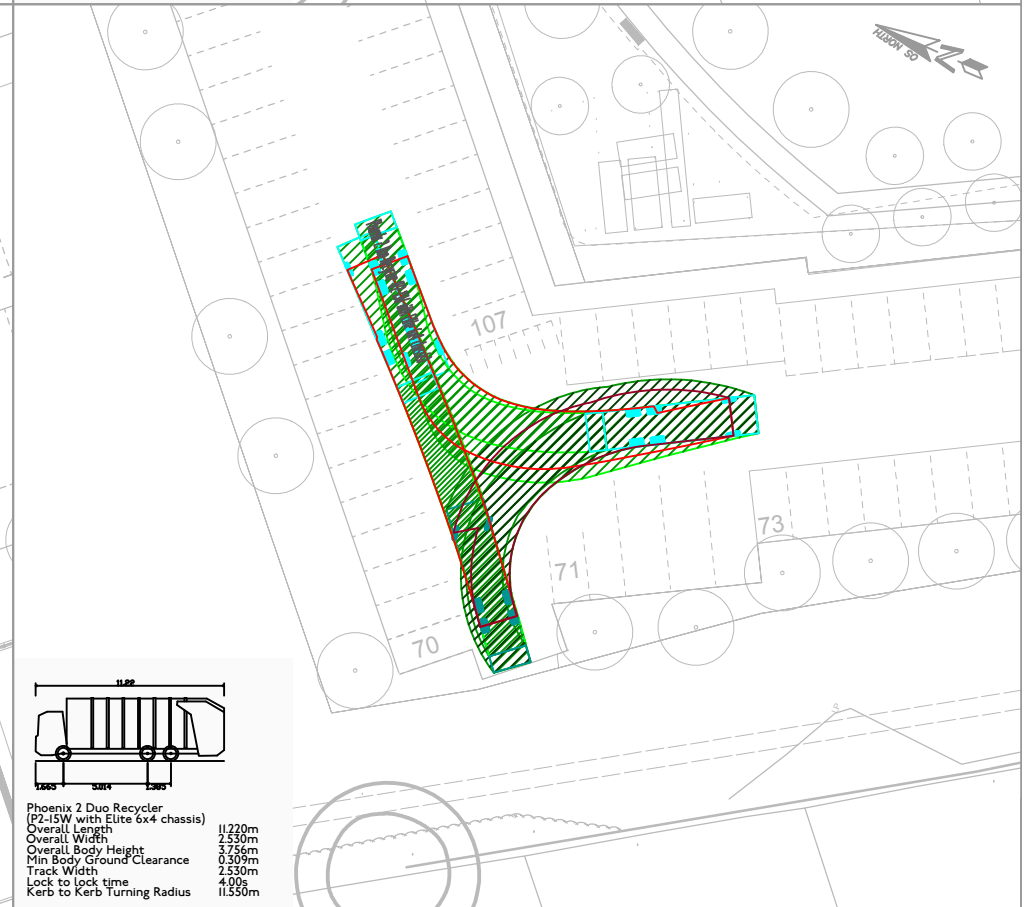 OS NORTH
N
107
73
71
70
11.22
1.665 5.014 1.385
Phoenix 2 Duo Recycler
(P2-15W with Elite 6x4 chassis)
Overall Length 11.220m
Overall Width 2.530m
Overall Body Height 3.756m
Min Body Ground Clearance 0.309m
Track Width 2.530m
Lock to lock time 4.00s
Kerb to Kerb Turning Radius 11.550m